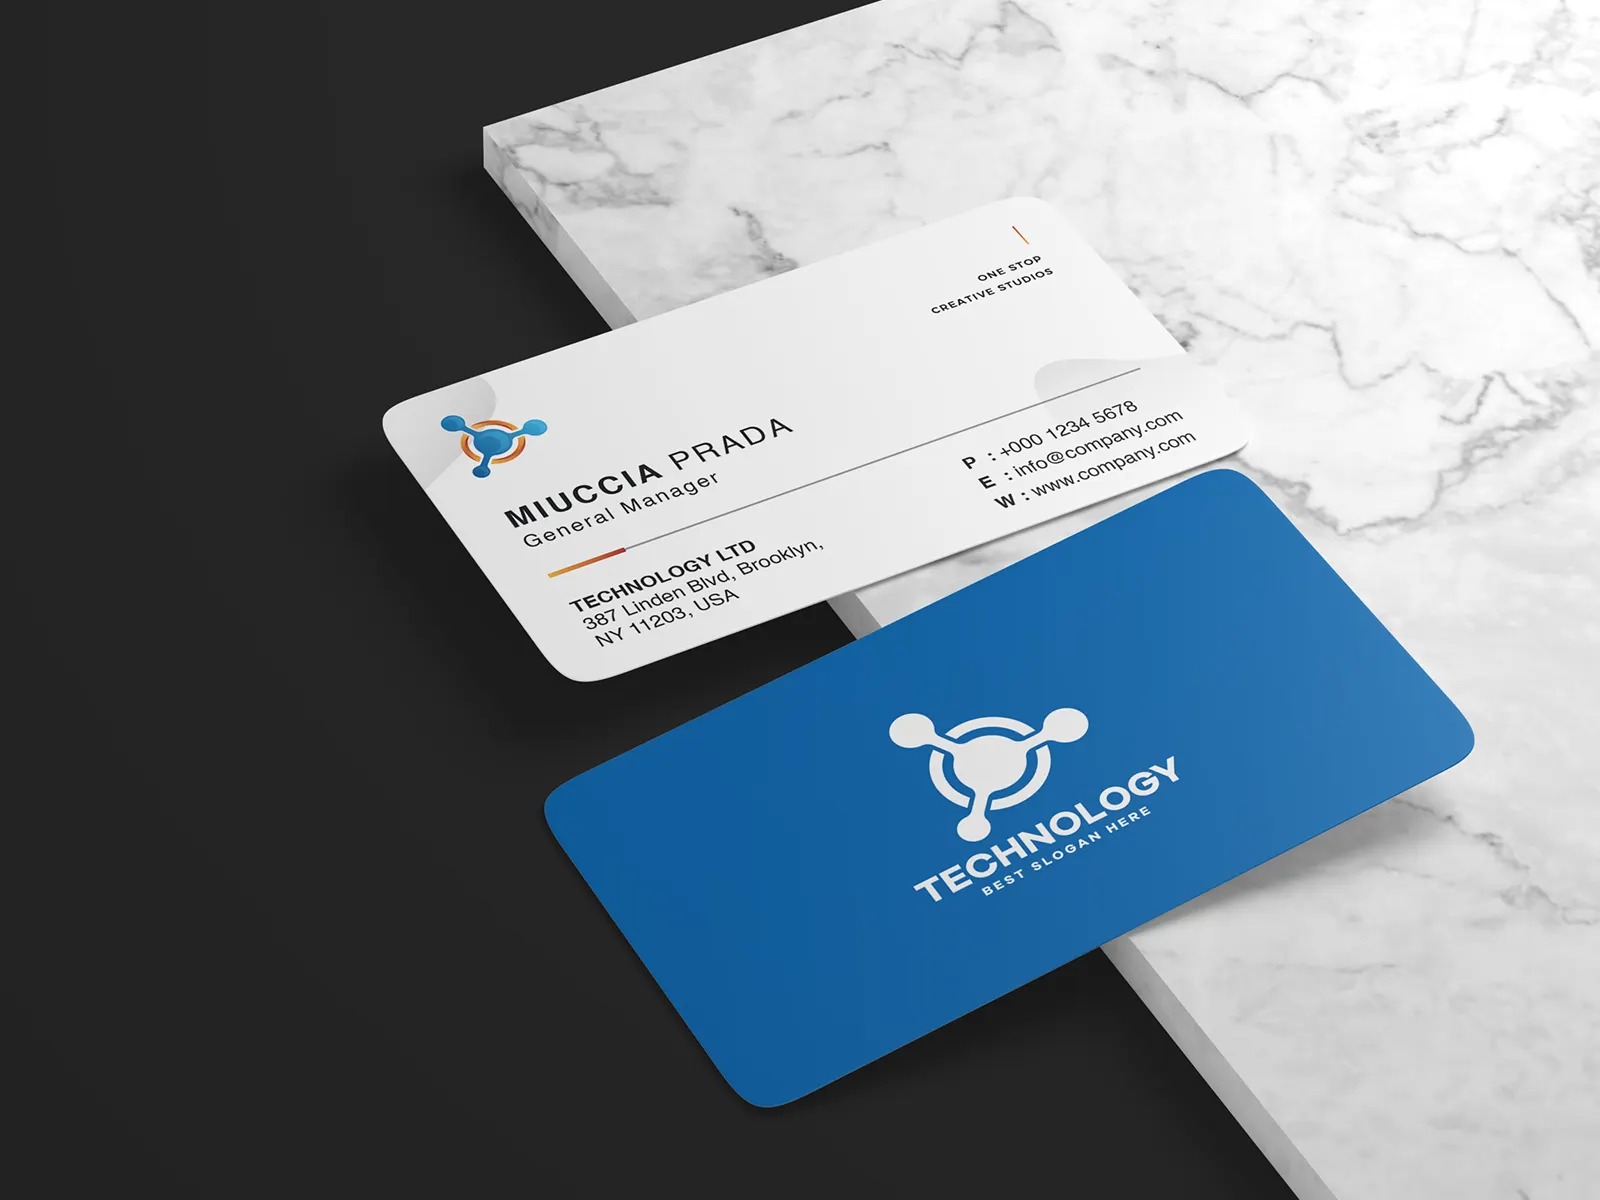 ONE STOP
CREATIVE STUDIOS
MIUCCIA PRADA
General Manager
P : +000 1234 5678
E : info@company.com
W : www.company.com
TECHNOLOGY LTD
387 Linden Blvd, Brooklyn,
NY 11203, USA
TECHNOLOGY
BEST SLOGAN HERE